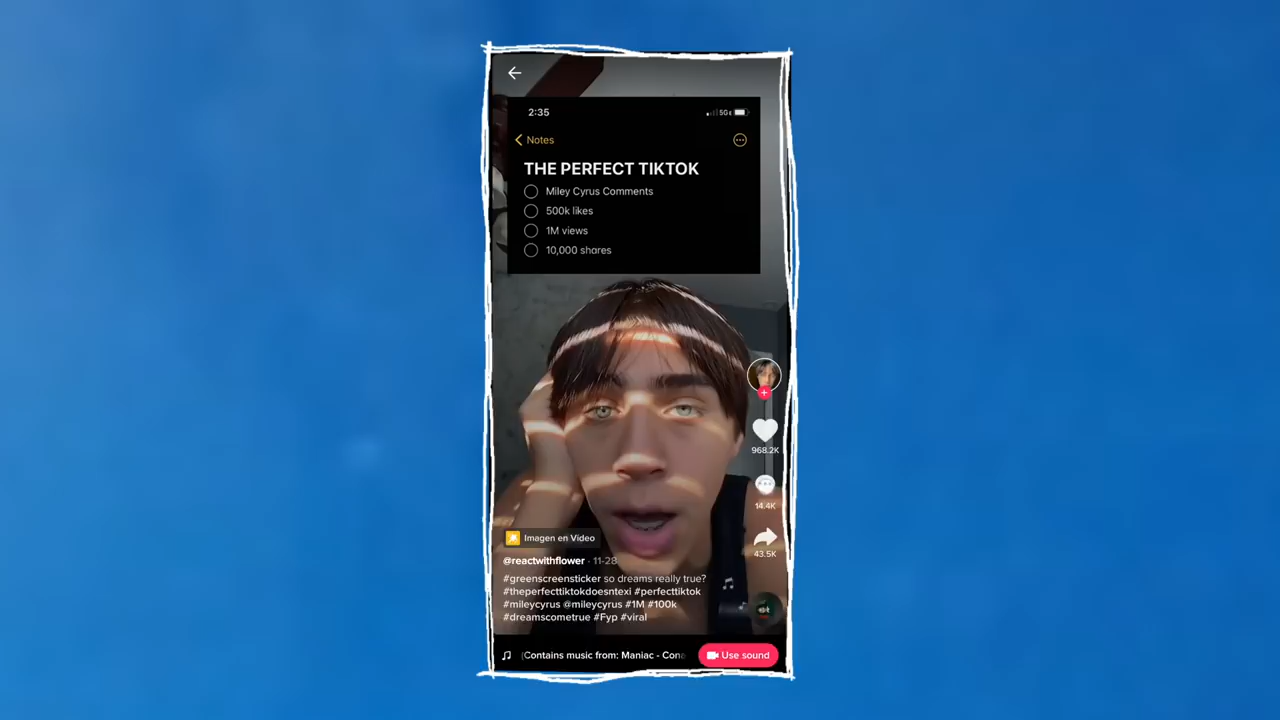 2:35
5G
Notes
THE PERFECT TIKTOK
Miley Cyrus Comments
500k likes
1M views
10,000 shares
968.2K
14.4K
43.5K
Imagen en Video
@reactwithflower · 11-28
#greenscreensticker so dreams really true?
#theperfecttiktokdoesntexi #perfecttiktok
#mileycyrus @mileycyrus #1M #100k
#dreamscometrue #Fyp #viral
(Contains music from: Maniac - Cona
Use sound